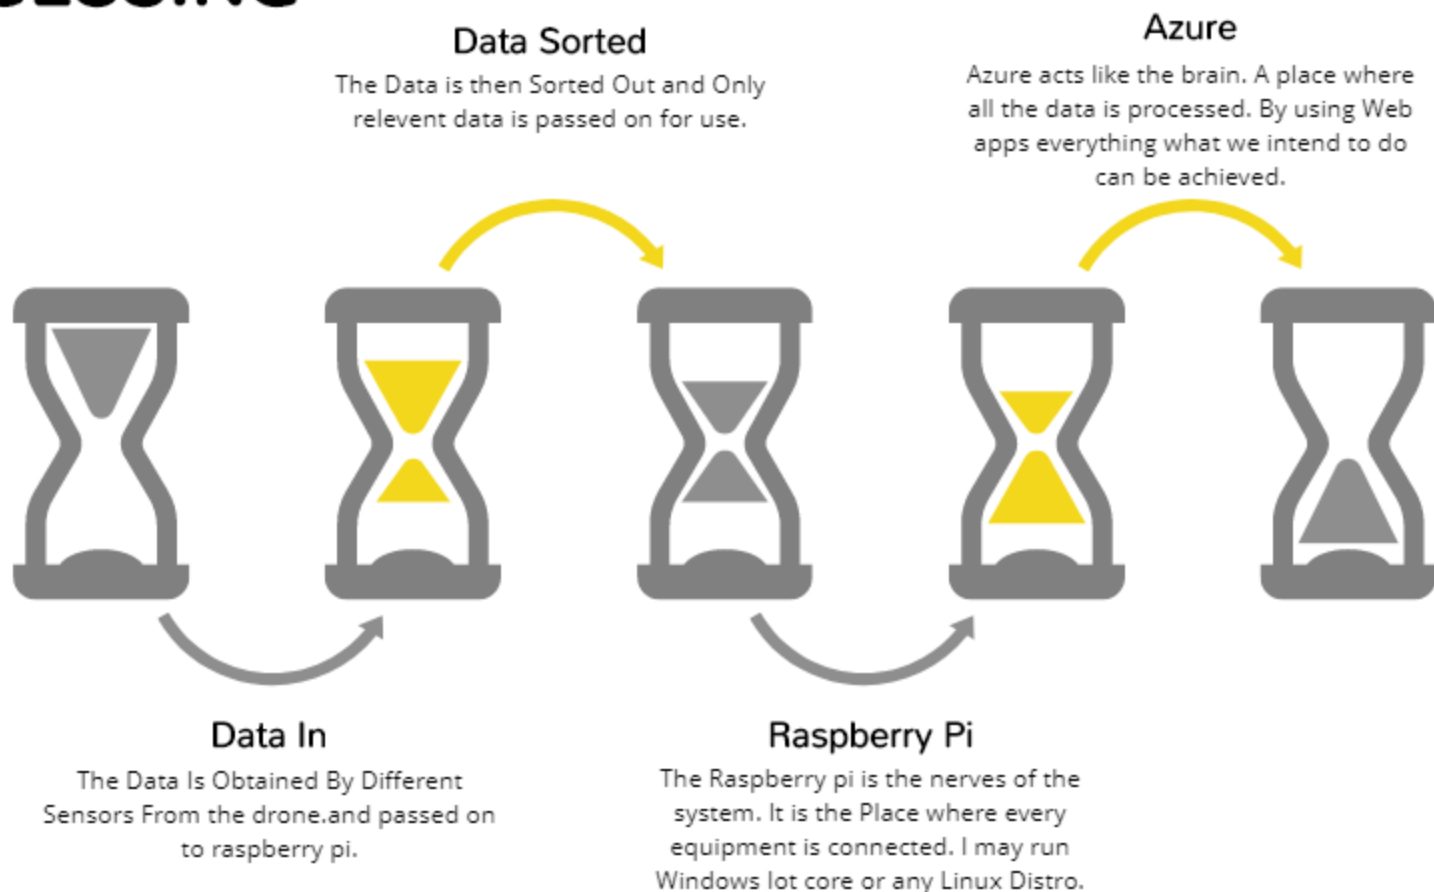 Data Sorted
The Data is then Sorted Out and Only
relevent data is passed on for use.
Azure
Azure acts like the brain. A place where
all the data is processed. By using Web
apps everything what we intend to do
can be achieved.
Data In
The Data Is Obtained By Different
Sensors From the drone.and passed on
to raspberry pi.
Raspberry Pi
The Raspberry pi is the nerves of the
system. It is the Place where every
equipment is connected. I may run
Windows Iot core or any Linux Distro.